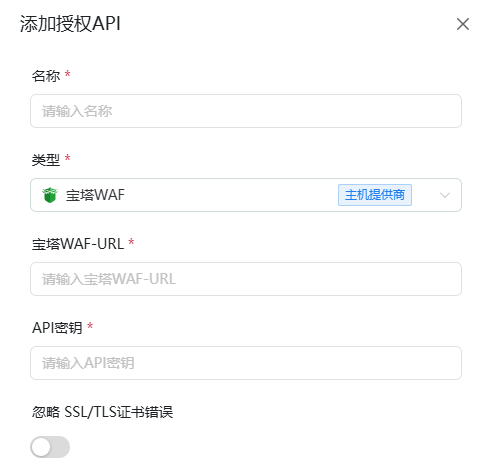 添加授权API
名称 *
请输入名称
类型 *
宝塔WAF 主机提供商
宝塔WAF-URL *
请输入宝塔WAF-URL
API密钥 *
请输入API密钥
忽略 SSL/TLS证书错误